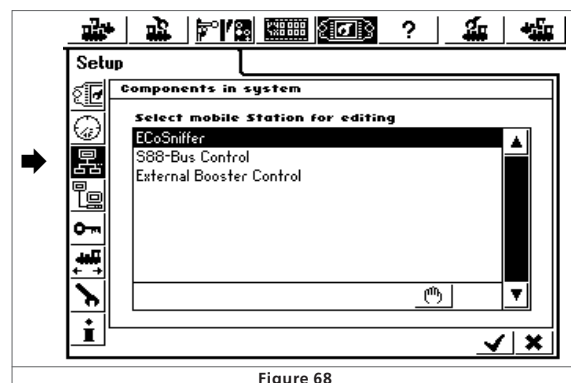 ?
Setup
Components in system
Select mobile Station for editing
ECoSniffer
S88-Bus Control
External Booster Control
Figure 68